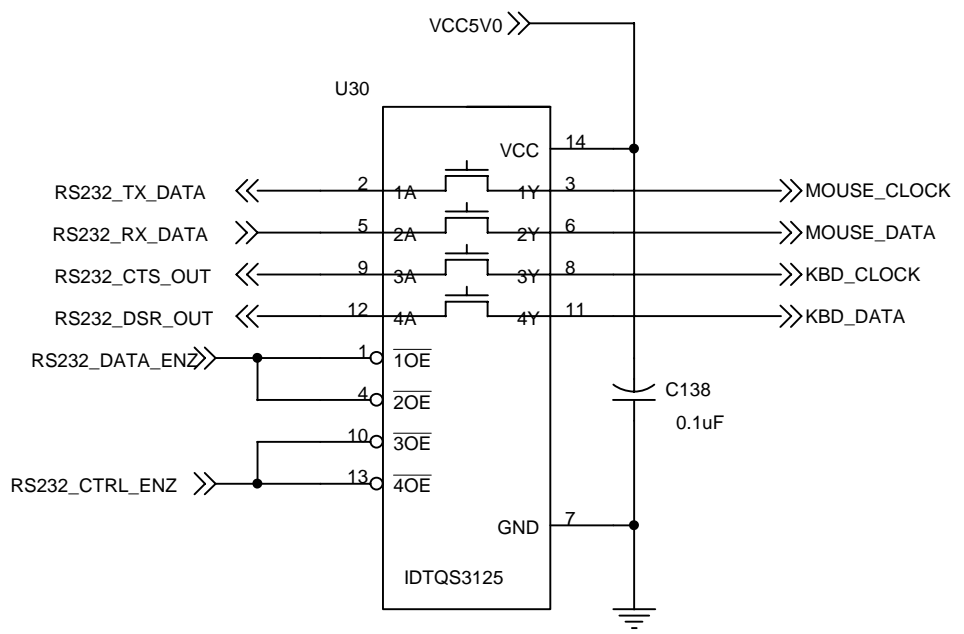 VCC5V0
U30
VCC 14
RS232_TX_DATA 2 1A 1Y 3 MOUSE_CLOCK
RS232_RX_DATA 5 2A 2Y 6 MOUSE_DATA
RS232_CTS_OUT 9 3A 3Y 8 KBD_CLOCK
RS232_DSR_OUT 12 4A 4Y 11 KBD_DATA
RS232_DATA_ENZ 1 1OE
4 2OE
C138
0.1uF
10 3OE
RS232_CTRL_ENZ 13 4OE
GND 7
IDTQS3125